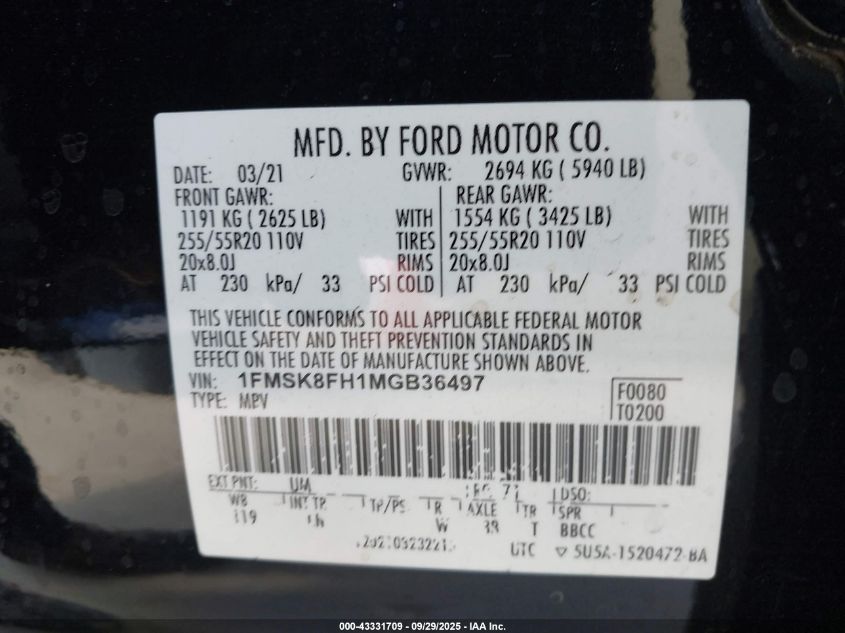 MFD. BY FORD MOTOR CO.
DATE: 03/21 GVWR: 2694 KG ( 5940 LB)
FRONT GAWR: REAR GAWR:
1191 KG ( 2625 LB) WITH 1554 KG ( 3425 LB) WITH
255/55R20 110V TIRES 255/55R20 110V TIRES
20x8.0J RIMS 20x8.0J RIMS
AT 230 kPa/ 33 PSI COLD AT 230 kPa/ 33 PSI COLD
THIS VEHICLE CONFORMS TO ALL APPLICABLE FEDERAL MOTOR
VEHICLE SAFETY AND THEFT PREVENTION STANDARDS IN
EFFECT ON THE DATE OF MANUFACTURE SHOWN ABOVE.
VIN: 1FMSK8FH1MGB36497
TYPE: MPV
F0080
T0200
EXT PNT: UM DSO:
WB INT TR TP/PS R AXLE TR SPR
119 W T BBCC
UTC ▽ 5U5A-1520472-BA
000-43331709 - 09/29/2025 - IAA Inc.